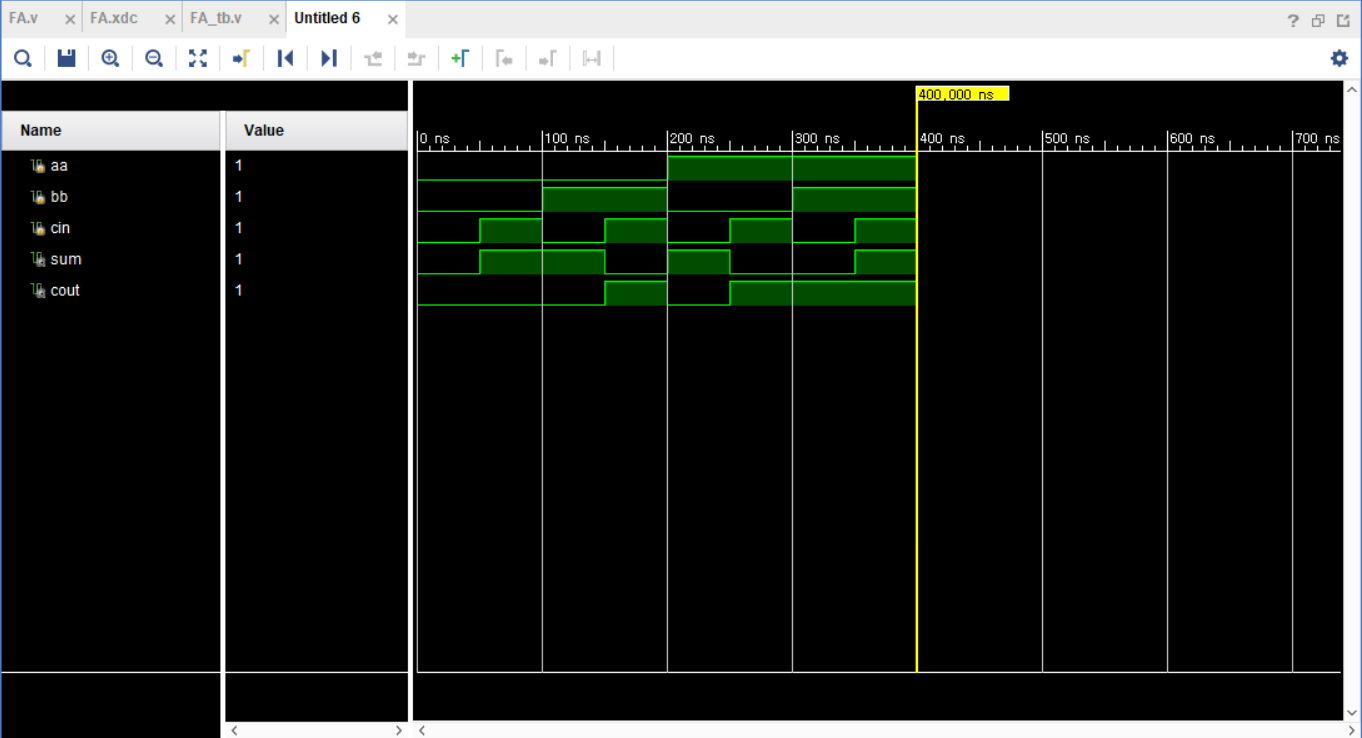 FA.v FA.xdc FA_tb.v Untitled 6
400.000 ns
Name Value
0 ns 100 ns 200 ns 300 ns 400 ns 500 ns 600 ns 700 ns
aa 1
bb 1
cin 1
sum 1
cout 1